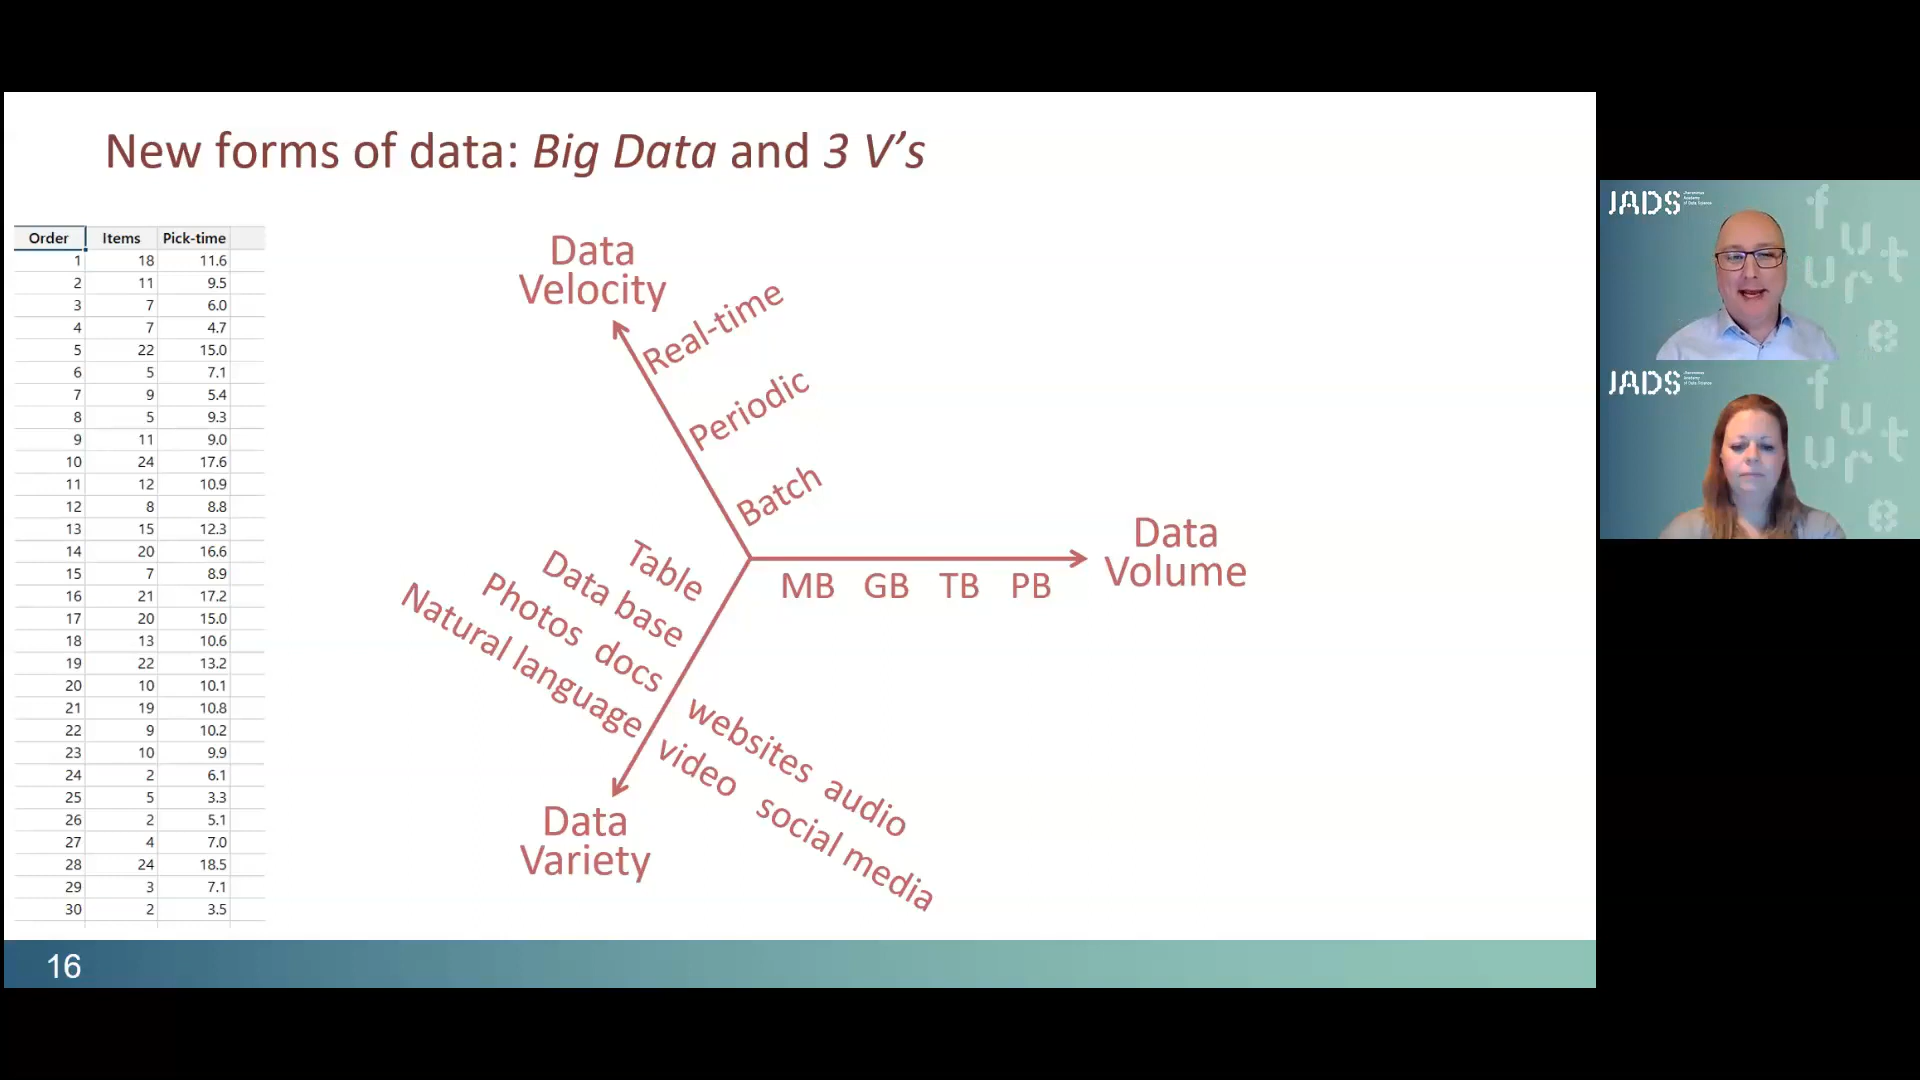 New forms of data: Big Data and 3 V's
Order Items Pick-time
1 18 11.6
2 11 9.5
3 7 6.0
4 7 4.7
5 22 15.0
6 5 7.1
7 9 5.4
8 5 9.3
9 11 9.0
10 24 17.6
11 12 10.9
12 8 8.8
13 15 12.3
14 20 16.6
15 7 8.9
16 21 17.2
17 20 15.0
18 13 10.6
19 22 13.2
20 10 10.1
21 19 10.8
22 9 10.2
23 10 9.9
24 2 6.1
25 5 3.3
26 2 5.1
27 4 7.0
28 24 18.5
29 3 7.1
30 2 3.5
Data
Velocity
Real-time
Periodic
Batch
Data
Volume
MB GB TB PB
Table
Data base
Photos docs
Natural language
websites audio
video social media
Data
Variety
16
JADS
future
JADS
future